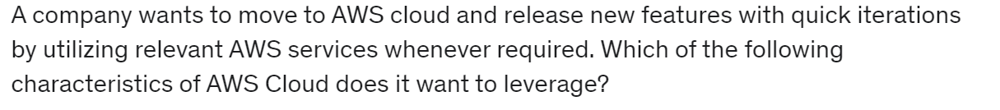 A company wants to move to AWS cloud and release new features with quick iterations
by utilizing relevant AWS services whenever required. Which of the following
characteristics of AWS Cloud does it want to leverage?